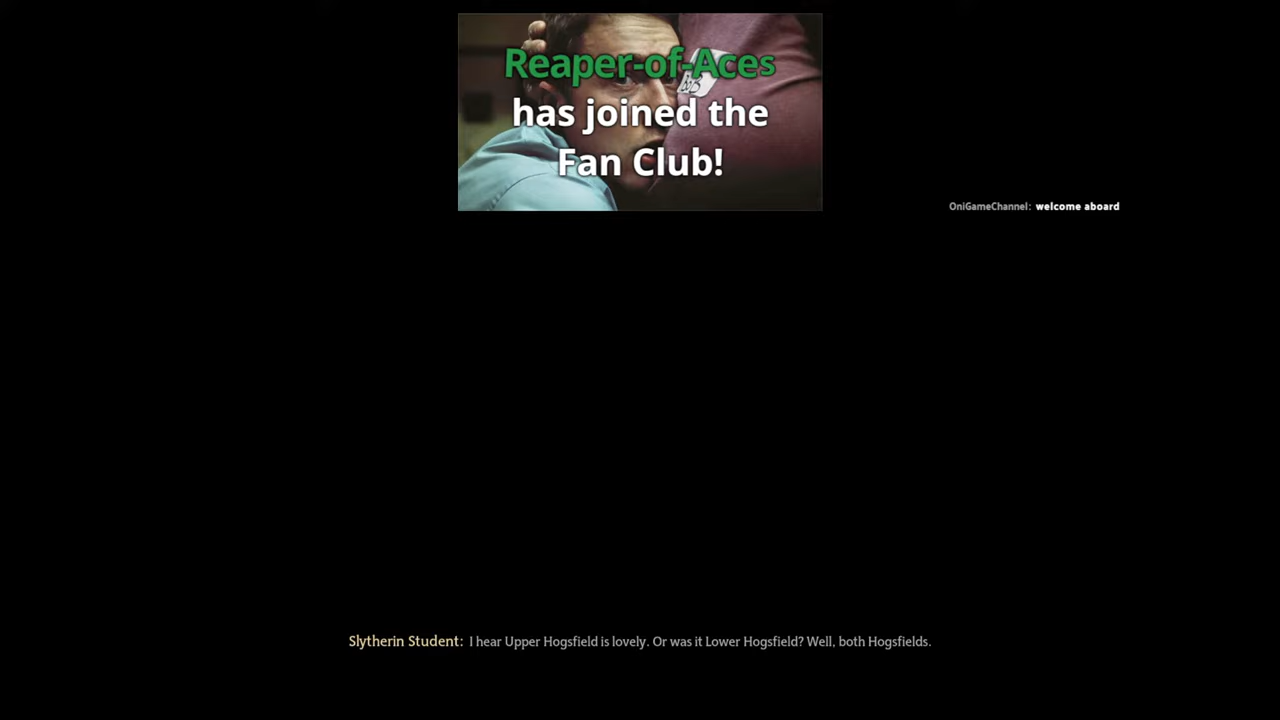 Reaper-of-Aces
has joined the
Fan Club!
OniGameChannel: welcome aboard
Slytherin Student: I hear Upper Hogsfield is lovely. Or was it Lower Hogsfield? Well, both Hogsfields.